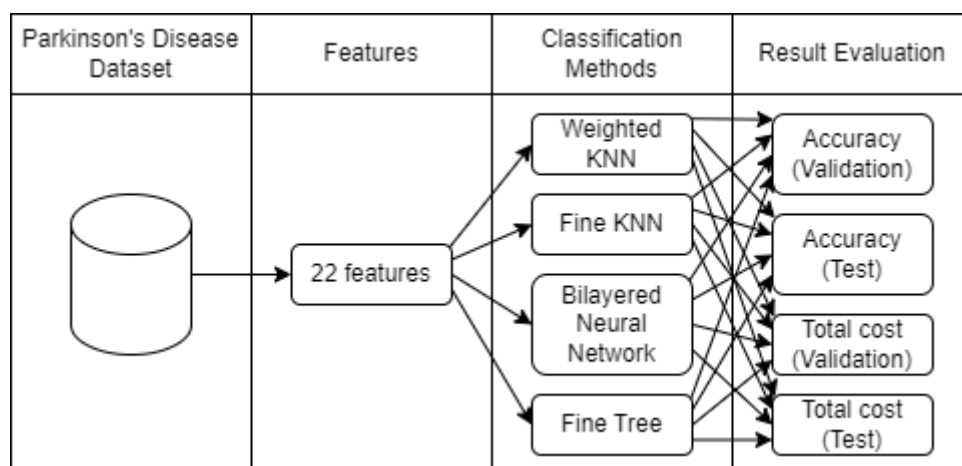 Parkinson's Disease
Dataset
Features
Classification
Methods
Result Evaluation
22 features
Weighted
KNN
Fine KNN
Bilayered
Neural
Network
Fine Tree
Accuracy
(Validation)
Accuracy
(Test)
Total cost
(Validation)
Total cost
(Test)